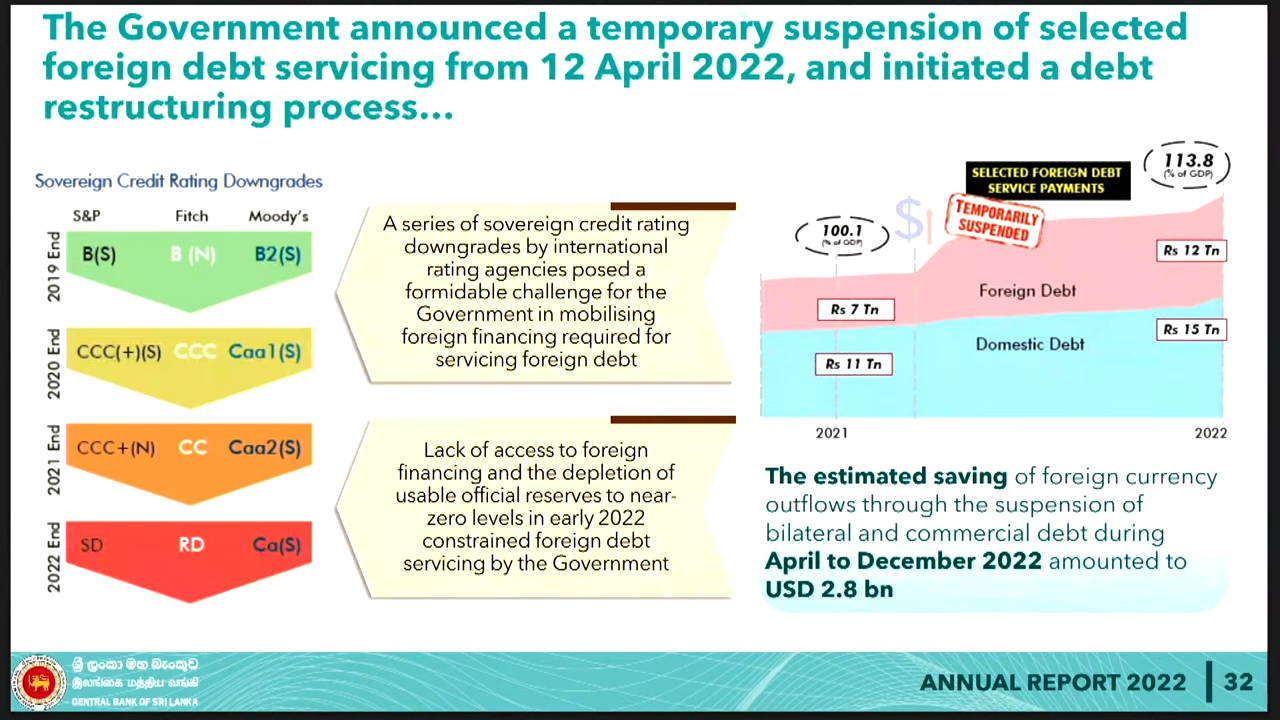 The Government announced a temporary suspension of selected
foreign debt servicing from 12 April 2022, and initiated a debt
restructuring process...
Sovereign Credit Rating Downgrades
S&P Fitch Moody's
2019 End
B(S) B (N) B2(S)
2020 End
CCC(+)(S) CCC Caa1(S)
2021 End
CCC+(N) CC Caa2(S)
2022 End
SD RD Ca(S)
A series of sovereign credit rating
downgrades by international
rating agencies posed a
formidable challenge for the
Government in mobilising
foreign financing required for
servicing foreign debt
Lack of access to foreign
financing and the depletion of
usable official reserves to near-
zero levels in early 2022
constrained foreign debt
servicing by the Government
113.8
(% of GDP)
SELECTED FOREIGN DEBT
SERVICE PAYMENTS
TEMPORARILY
SUSPENDED
$
100.1
(% of GDP)
Rs 12 Tn
Foreign Debt
Rs 7 Tn
Rs 15 Tn
Domestic Debt
Rs 11 Tn
2021 2022
The estimated saving of foreign currency
outflows through the suspension of
bilateral and commercial debt during
April to December 2022 amounted to
USD 2.8 bn
ශ්‍රී ලංකා මහ බැංකුව
இலங்கை மத்திய வங்கி
CENTRAL BANK OF SRI LANKA
ANNUAL REPORT 2022 | 32